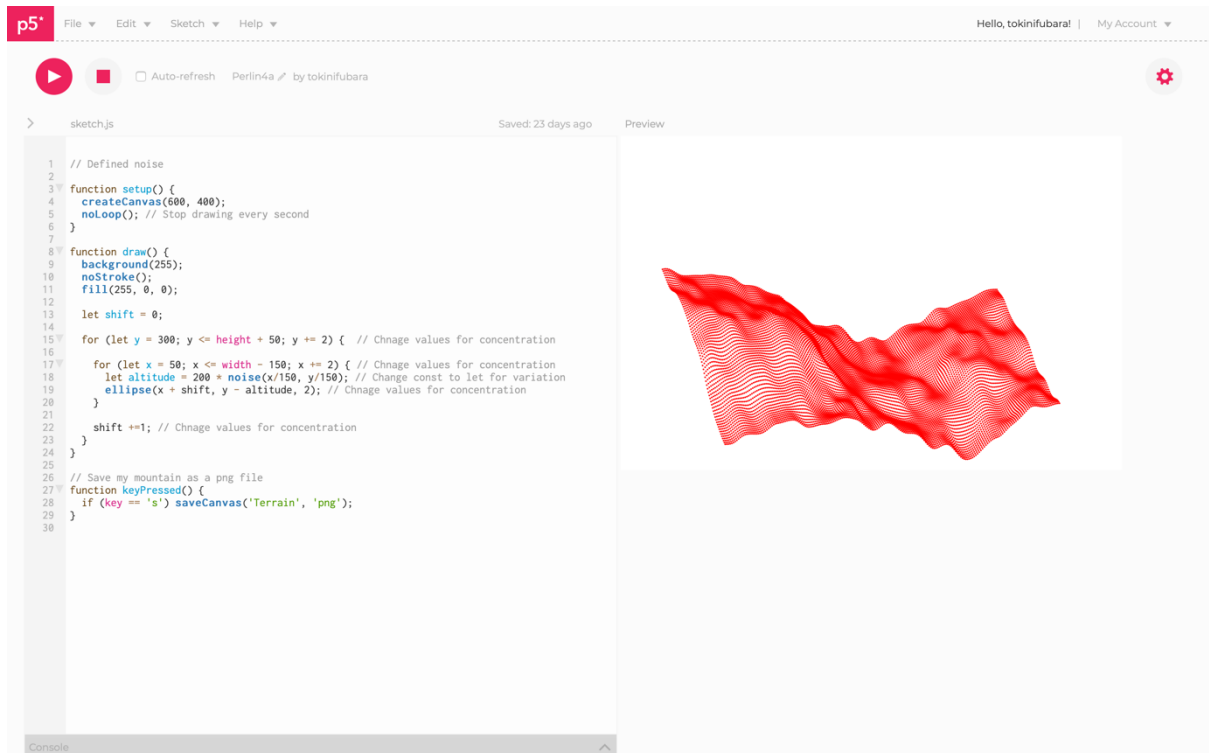 p5* File Edit Sketch Help Hello, tokinifubara! | My Account
Auto-refresh Perlin4a by tokinifubara
sketch.js Saved: 23 days ago Preview
1 // Defined noise
2
3 function setup() {
4 createCanvas(600, 400);
5 noLoop(); // Stop drawing every second
6 }
7
8 function draw() {
9 background(255);
10 noStroke();
11 fill(255, 0, 0);
12
13 let shift = 0;
14
15 for (let y = 300; y <= height + 50; y += 2) { // Chnage values for concentration
16
17 for (let x = 50; x <= width - 150; x += 2) { // Chnage values for concentration
18 let altitude = 200 * noise(x/150, y/150); // Change const to let for variation
19 ellipse(x + shift, y - altitude, 2); // Chnage values for concentration
20 }
21
22 shift +=1; // Chnage values for concentration
23 }
24 }
25
26 // Save my mountain as a png file
27 function keyPressed() {
28 if (key == 's') saveCanvas('Terrain', 'png');
29 }
30
Console